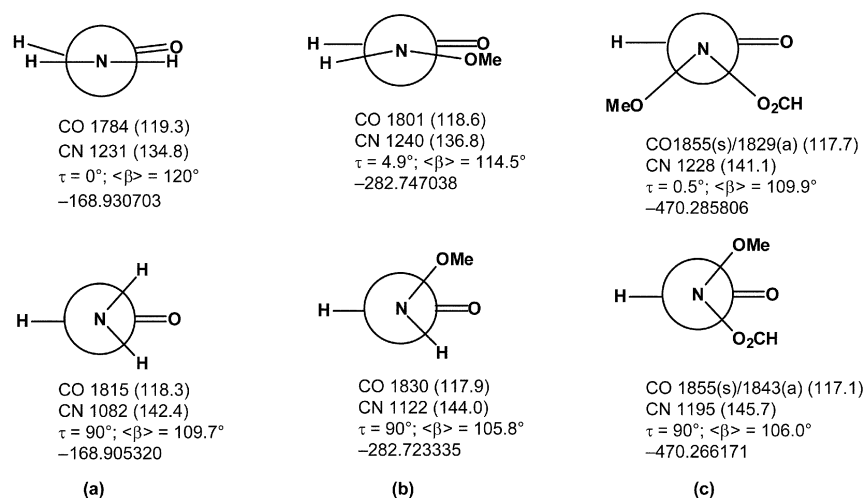 H
H N H
O
CO 1784 (119.3)
CN 1231 (134.8)
τ = 0°; <β> = 120°
–168.930703
H
H N O
OMe
CO 1801 (118.6)
CN 1240 (136.8)
τ = 4.9°; <β> = 114.5°
–282.747038
H N O
MeO O₂CH
CO1855(s)/1829(a) (117.7)
CN 1228 (141.1)
τ = 0.5°; <β> = 109.9°
–470.285806
H
H N O
H
CO 1815 (118.3)
CN 1082 (142.4)
τ = 90°; <β> = 109.7°
–168.905320
OMe
H N O
H
CO 1830 (117.9)
CN 1122 (144.0)
τ = 90°; <β> = 105.8°
–282.723335
OMe
H N O
O₂CH
CO 1855(s)/1843(a) (117.1)
CN 1195 (145.7)
τ = 90°; <β> = 106.0°
–470.266171
(a) (b) (c)